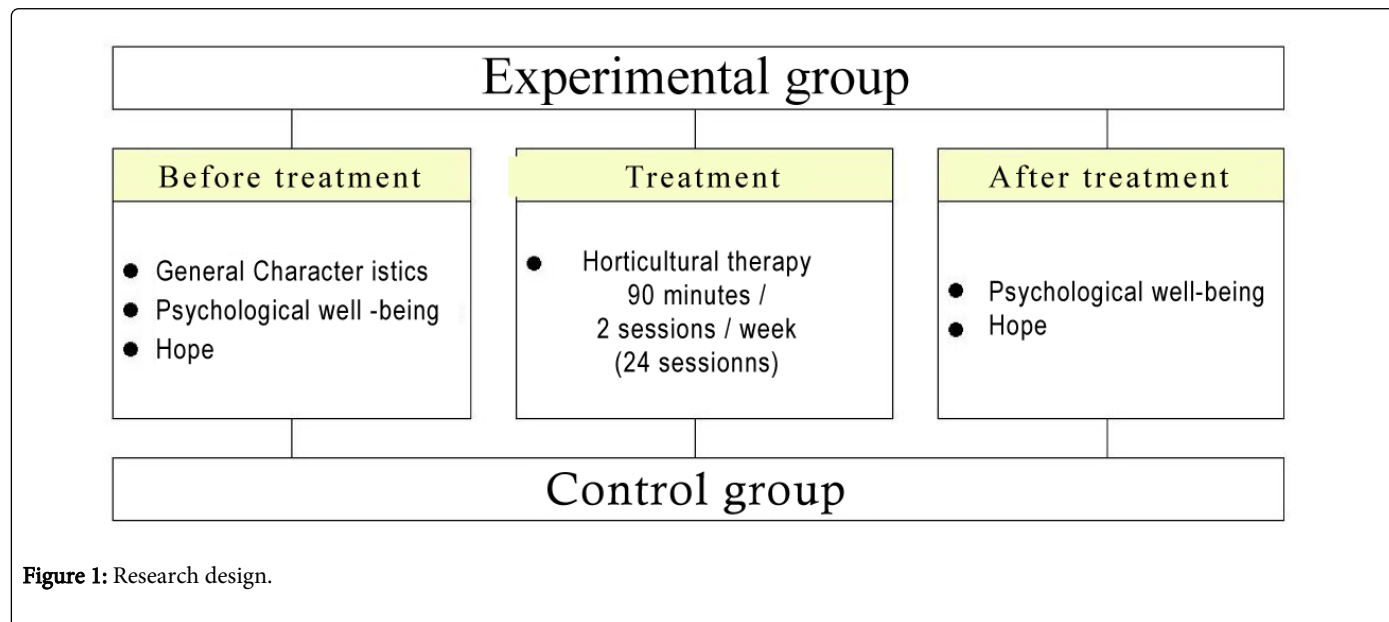 Experimental group
Before treatment
● General Character istics
● Psychological well -being
● Hope
Treatment
● Horticultural therapy
90 minutes /
2 sessions / week
(24 sessionns)
After treatment
● Psychological well-being
● Hope
Control group
Figure 1: Research design.